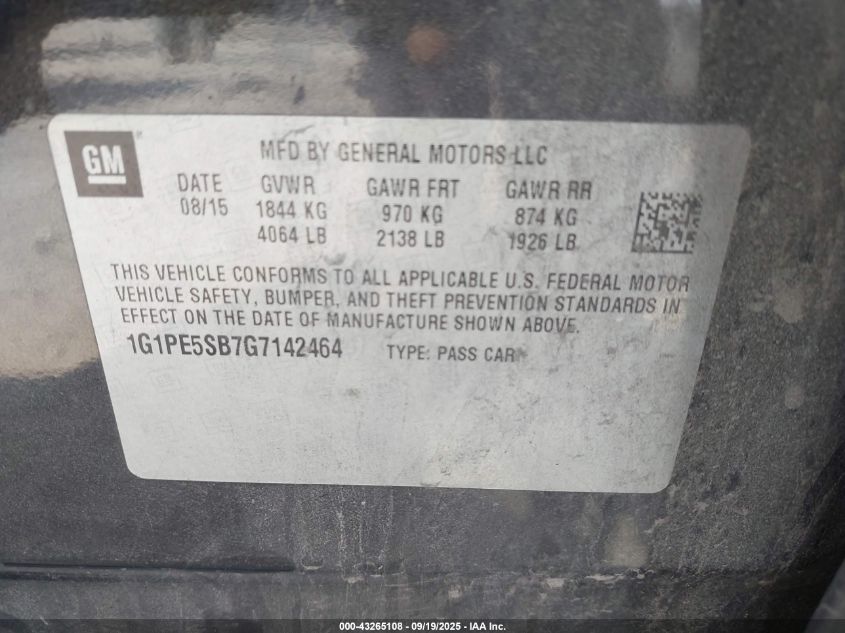 GM
MFD BY GENERAL MOTORS LLC
DATE GVWR GAWR FRT GAWR RR
08/15 1844 KG 970 KG 874 KG
4064 LB 2138 LB 1926 LB
THIS VEHICLE CONFORMS TO ALL APPLICABLE U.S. FEDERAL MOTOR
VEHICLE SAFETY, BUMPER, AND THEFT PREVENTION STANDARDS IN
EFFECT ON THE DATE OF MANUFACTURE SHOWN ABOVE.
1G1PE5SB7G7142464 TYPE: PASS CAR
000-43265108 - 09/19/2025 - IAA Inc.